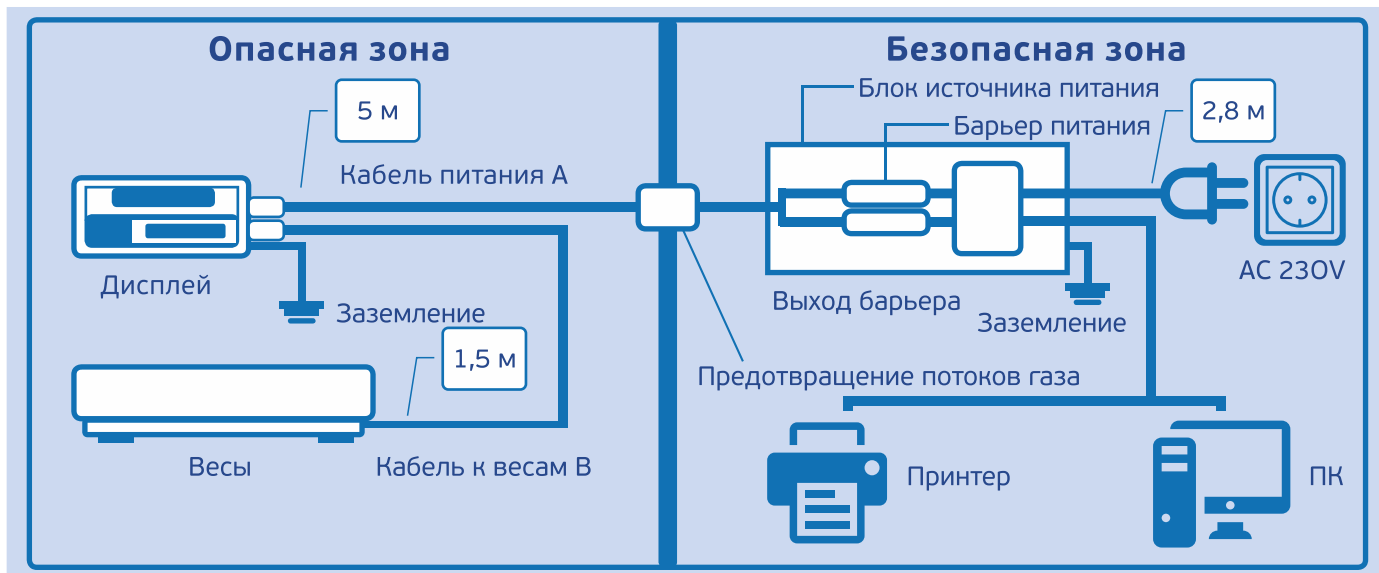 Опасная зона
5 м
Кабель питания А
Дисплей
Заземление
1,5 м
Весы
Кабель к весам В
Безопасная зона
Блок источника питания
Барьер питания
2,8 м
AC 230V
Выход барьера
Заземление
Предотвращение потоков газа
Принтер
ПК